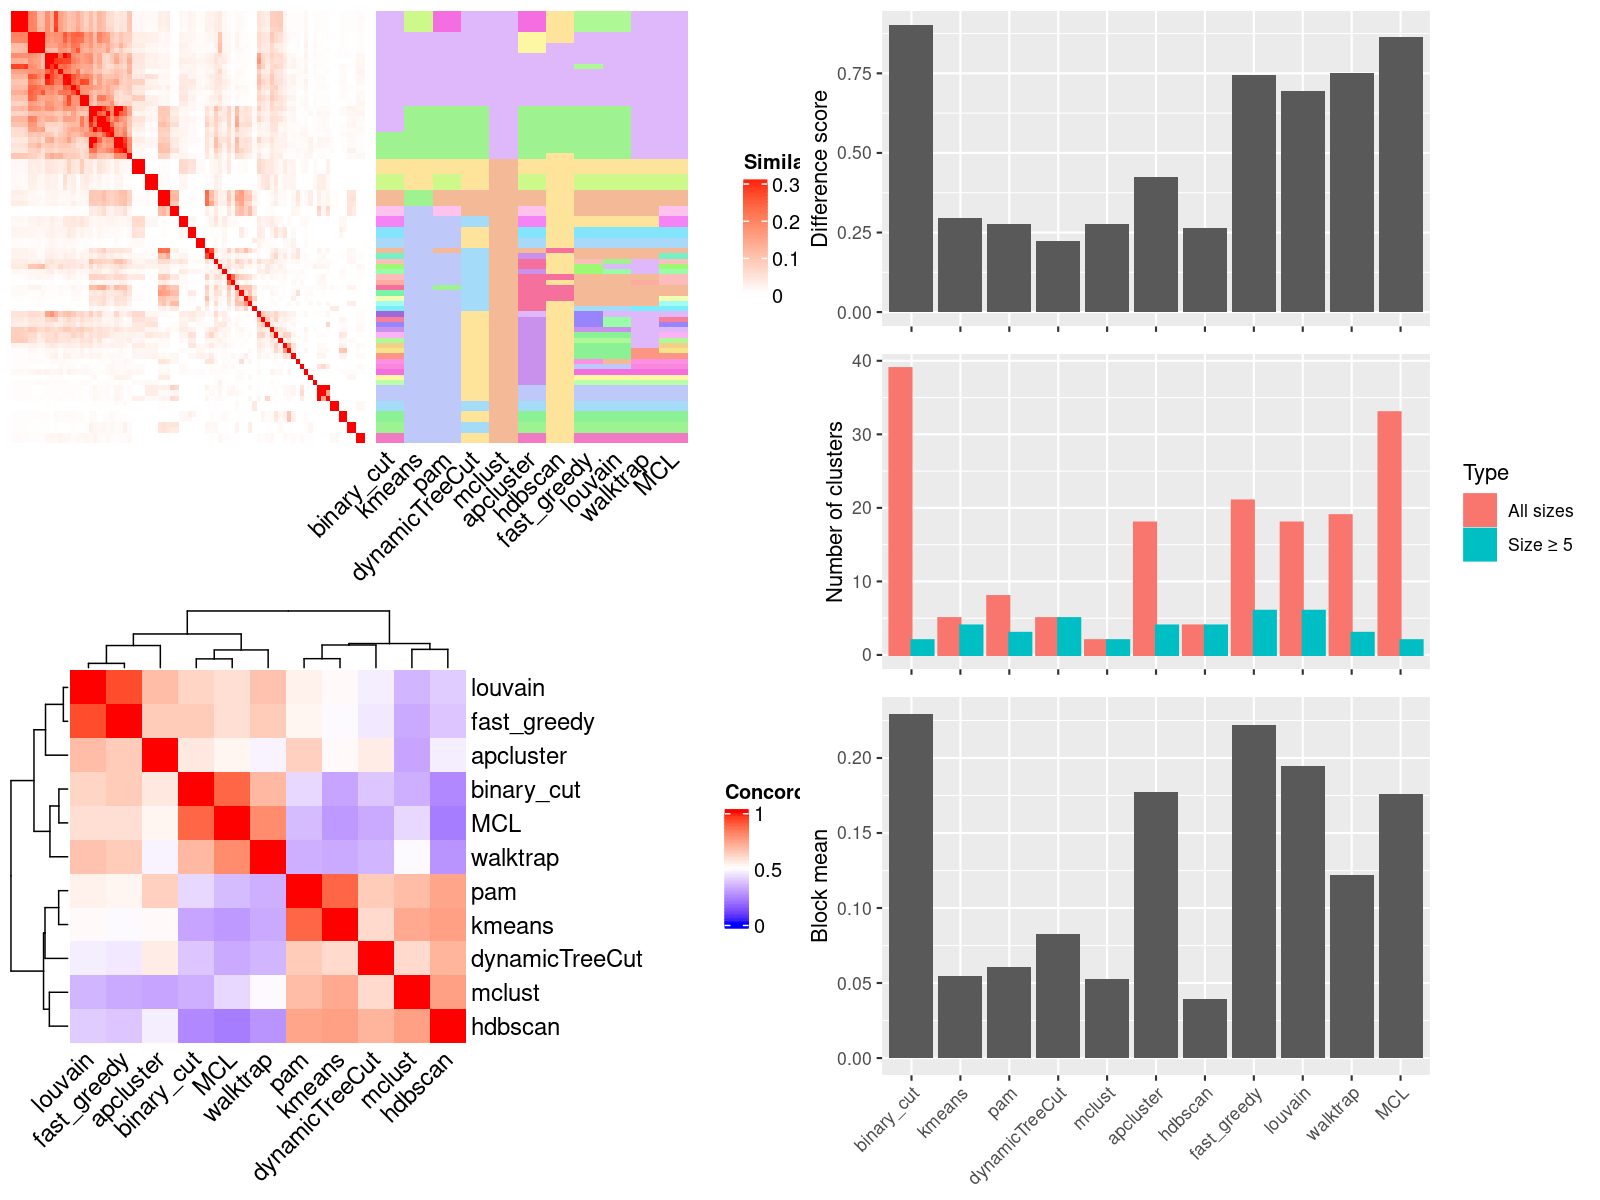 Simila
0.3
0.2
0.1
0
binary_cut
kmeans
pam
dynamicTreeCut
mclust
apcluster
hdbscan
fast_greedy
louvain
walktrap
MCL
louvain
fast_greedy
apcluster
binary_cut
MCL
walktrap
pam
kmeans
dynamicTreeCut
mclust
hdbscan
louvain
fast_greedy
apcluster
binary_cut
MCL
walktrap
pam
kmeans
dynamicTreeCut
mclust
hdbscan
Concord
1
0.5
0
Difference score
0.75
0.50
0.25
0.00
Number of clusters
40
30
20
10
0
Type
All sizes
Size ≥ 5
Block mean
0.20
0.15
0.10
0.05
0.00
binary_cut
kmeans
pam
dynamicTreeCut
mclust
apcluster
hdbscan
fast_greedy
louvain
walktrap
MCL